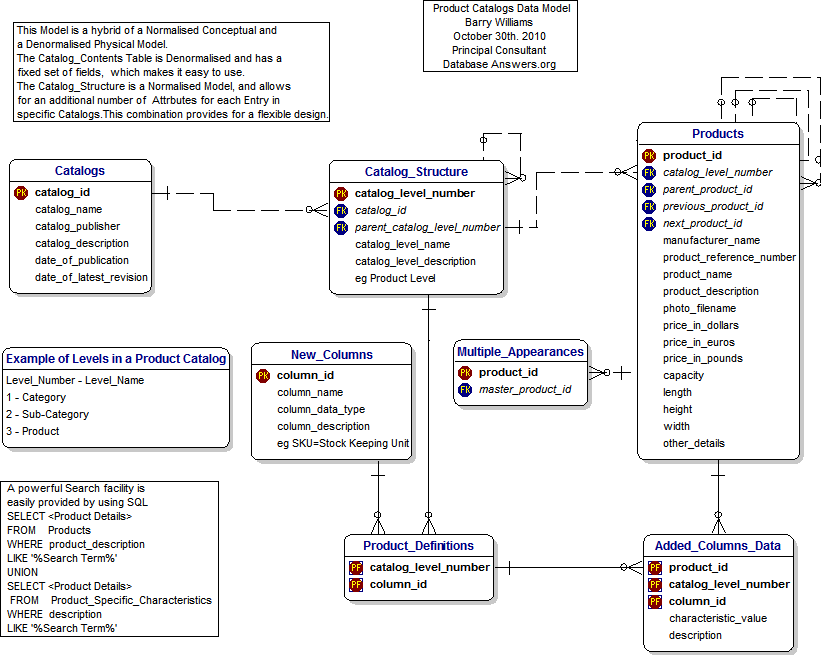 Product Catalogs Data Model
Barry Williams
October 30th. 2010
Principal Consultant
Database Answers.org
This Model is a hybrid of a Normalised Conceptual and
a Denormalised Physical Model.
The Catalog_Contents Table is Denormalised and has a
fixed set of fields, which makes it easy to use.
The Catalog_Structure is a Normalised Model, and allows
for an additional number of Attrbutes for each Entry in
specific Catalogs.This combination provides for a flexible design.
Catalogs
PK catalog_id
catalog_name
catalog_publisher
catalog_description
date_of_publication
date_of_latest_revision
Catalog_Structure
PK catalog_level_number
FK catalog_id
FK parent_catalog_level_number
catalog_level_name
catalog_level_description
eg Product Level
Products
PK product_id
FK catalog_level_number
FK parent_product_id
FK previous_product_id
FK next_product_id
manufacturer_name
product_reference_number
product_name
product_description
photo_filename
price_in_dollars
price_in_euros
price_in_pounds
capacity
length
height
width
other_details
Example of Levels in a Product Catalog
Level_Number - Level_Name
1 - Category
2 - Sub-Category
3 - Product
New_Columns
PK column_id
column_name
column_data_type
column_description
eg SKU=Stock Keeping Unit
Multiple_Appearances
PK product_id
FK master_product_id
A powerful Search facility is
easily provided by using SQL
SELECT <Product Details>
FROM Products
WHERE product_description
LIKE '%Search Term%'
UNION
SELECT <Product Details>
FROM Product_Specific_Characteristics
WHERE description
LIKE '%Search Term%'
Product_Definitions
PF catalog_level_number
PF column_id
Added_Columns_Data
PF product_id
PF catalog_level_number
PF column_id
characteristic_value
description